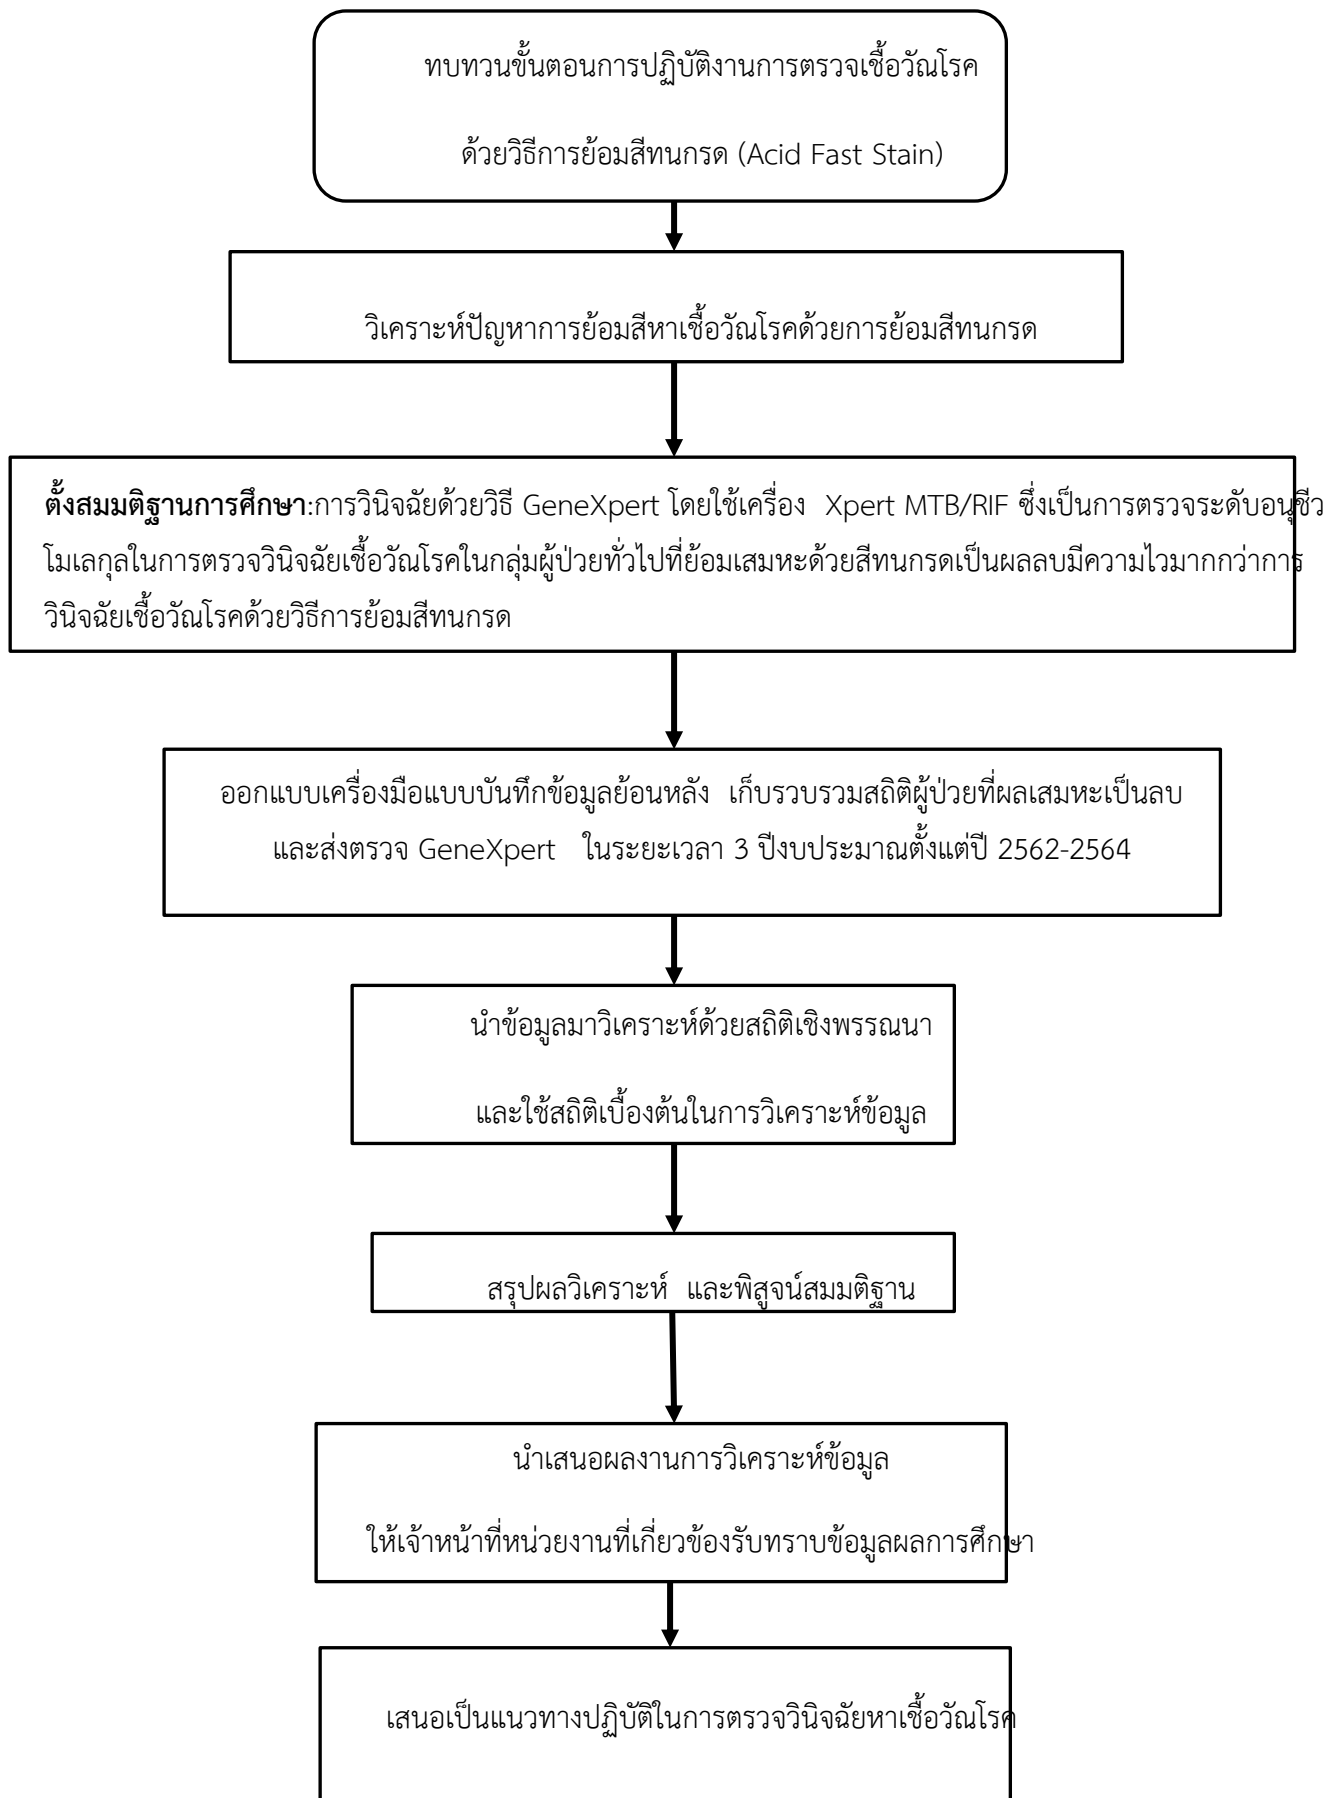 ทบทวนขั้นตอนการปฏิบัติงานการตรวจเชื้อวัณโรค
ด้วยวิธีการย้อมสีทนกรด (Acid Fast Stain)
วิเคราะห์ปัญหาการย้อมสีหาเชื้อวัณโรคด้วยการย้อมสีทนกรด
ตั้งสมมติฐานการศึกษา:การวินิจฉัยด้วยวิธี GeneXpert โดยใช้เครื่อง Xpert MTB/RIF ซึ่งเป็นการตรวจระดับอนุชีว
โมเลกุลในการตรวจวินิจฉัยเชื้อวัณโรคในกลุ่มผู้ป่วยทั่วไปที่ย้อมเสมหะด้วยสีทนกรดเป็นผลลบมีความไวมากกว่าการ
วินิจฉัยเชื้อวัณโรคด้วยวิธีการย้อมสีทนกรด
ออกแบบเครื่องมือแบบบันทึกข้อมูลย้อนหลัง เก็บรวบรวมสถิติผู้ป่วยที่ผลเสมหะเป็นลบ
และส่งตรวจ GeneXpert ในระยะเวลา 3 ปีงบประมาณตั้งแต่ปี 2562-2564
นำข้อมูลมาวิเคราะห์ด้วยสถิติเชิงพรรณนา
และใช้สถิติเบื้องต้นในการวิเคราะห์ข้อมูล
สรุปผลวิเคราะห์ และพิสูจน์สมมติฐาน
นำเสนอผลงานการวิเคราะห์ข้อมูล
ให้เจ้าหน้าที่หน่วยงานที่เกี่ยวข้องรับทราบข้อมูลผลการศึกษา
เสนอเป็นแนวทางปฏิบัติในการตรวจวินิจฉัยหาเชื้อวัณโรค